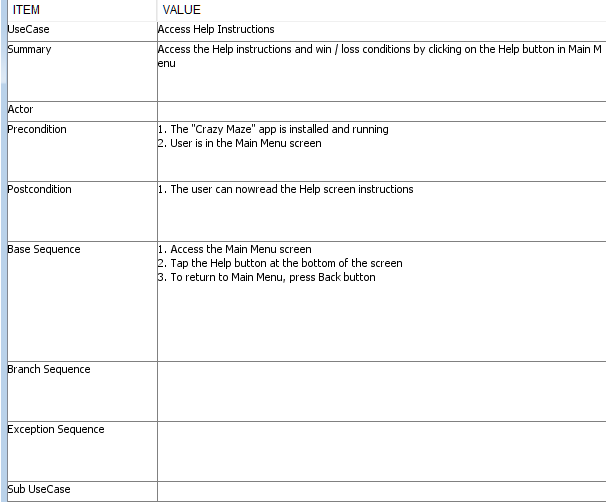 ITEM VALUE
UseCase Access Help Instructions
Summary Access the Help instructions and win / loss conditions by clicking on the Help button in Main M
enu
Actor
Precondition 1. The "Crazy Maze" app is installed and running
2. User is in the Main Menu screen
Postcondition 1. The user can nowread the Help screen instructions
Base Sequence 1. Access the Main Menu screen
2. Tap the Help button at the bottom of the screen
3. To return to Main Menu, press Back button
Branch Sequence
Exception Sequence
Sub UseCase